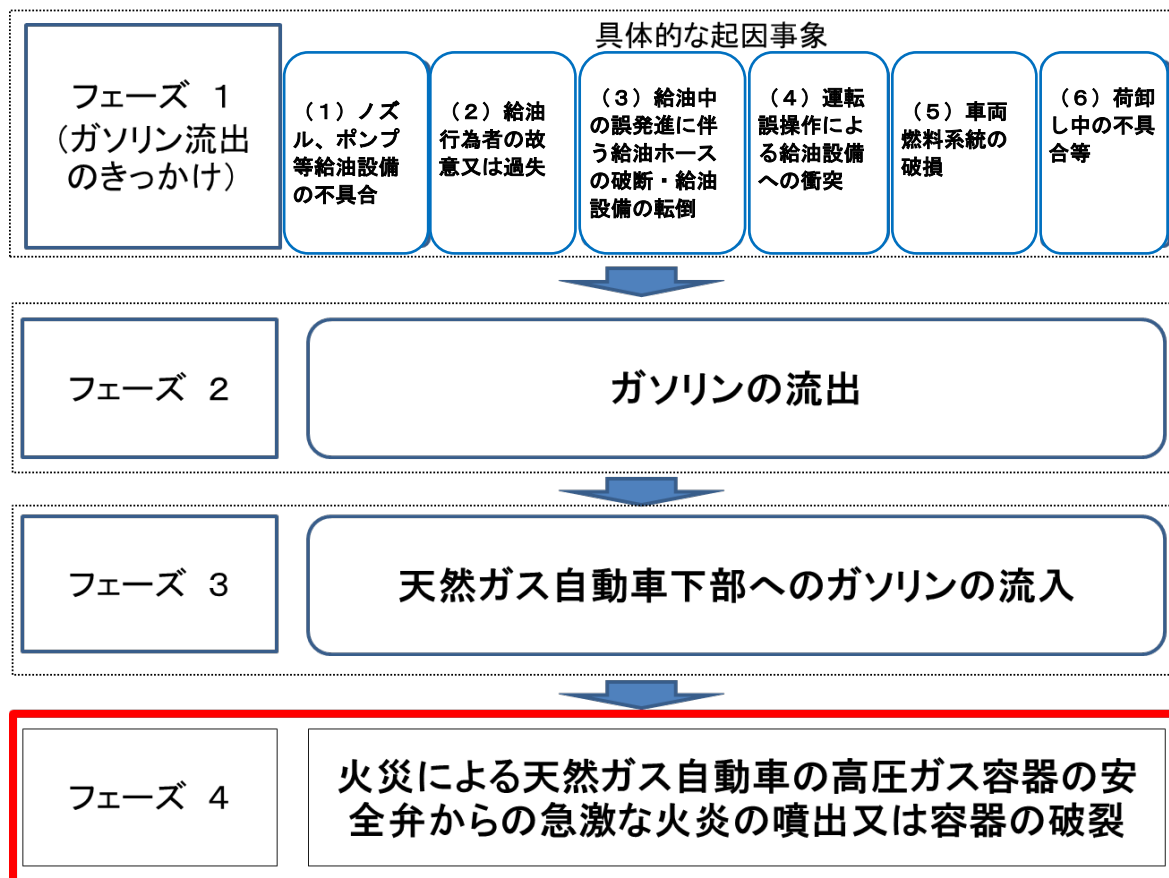 具体的な起因事象
フェーズ １
（ガソリン流出
のきっかけ）
（１）ノズ
ル、ポンプ
等給油設備
の不具合
（２）給油
行為者の故
意又は過失
（３）給油中
の誤発進に伴
う給油ホース
の破断・給油
設備の転倒
（４）運転
誤操作によ
る給油設備
への衝突
（５）車両
燃料系統の
破損
（６）荷卸
し中の不具
合等
フェーズ ２
ガソリンの流出
フェーズ ３
天然ガス自動車下部へのガソリンの流入
フェーズ ４
火災による天然ガス自動車の高圧ガス容器の安
全弁からの急激な火炎の噴出又は容器の破裂